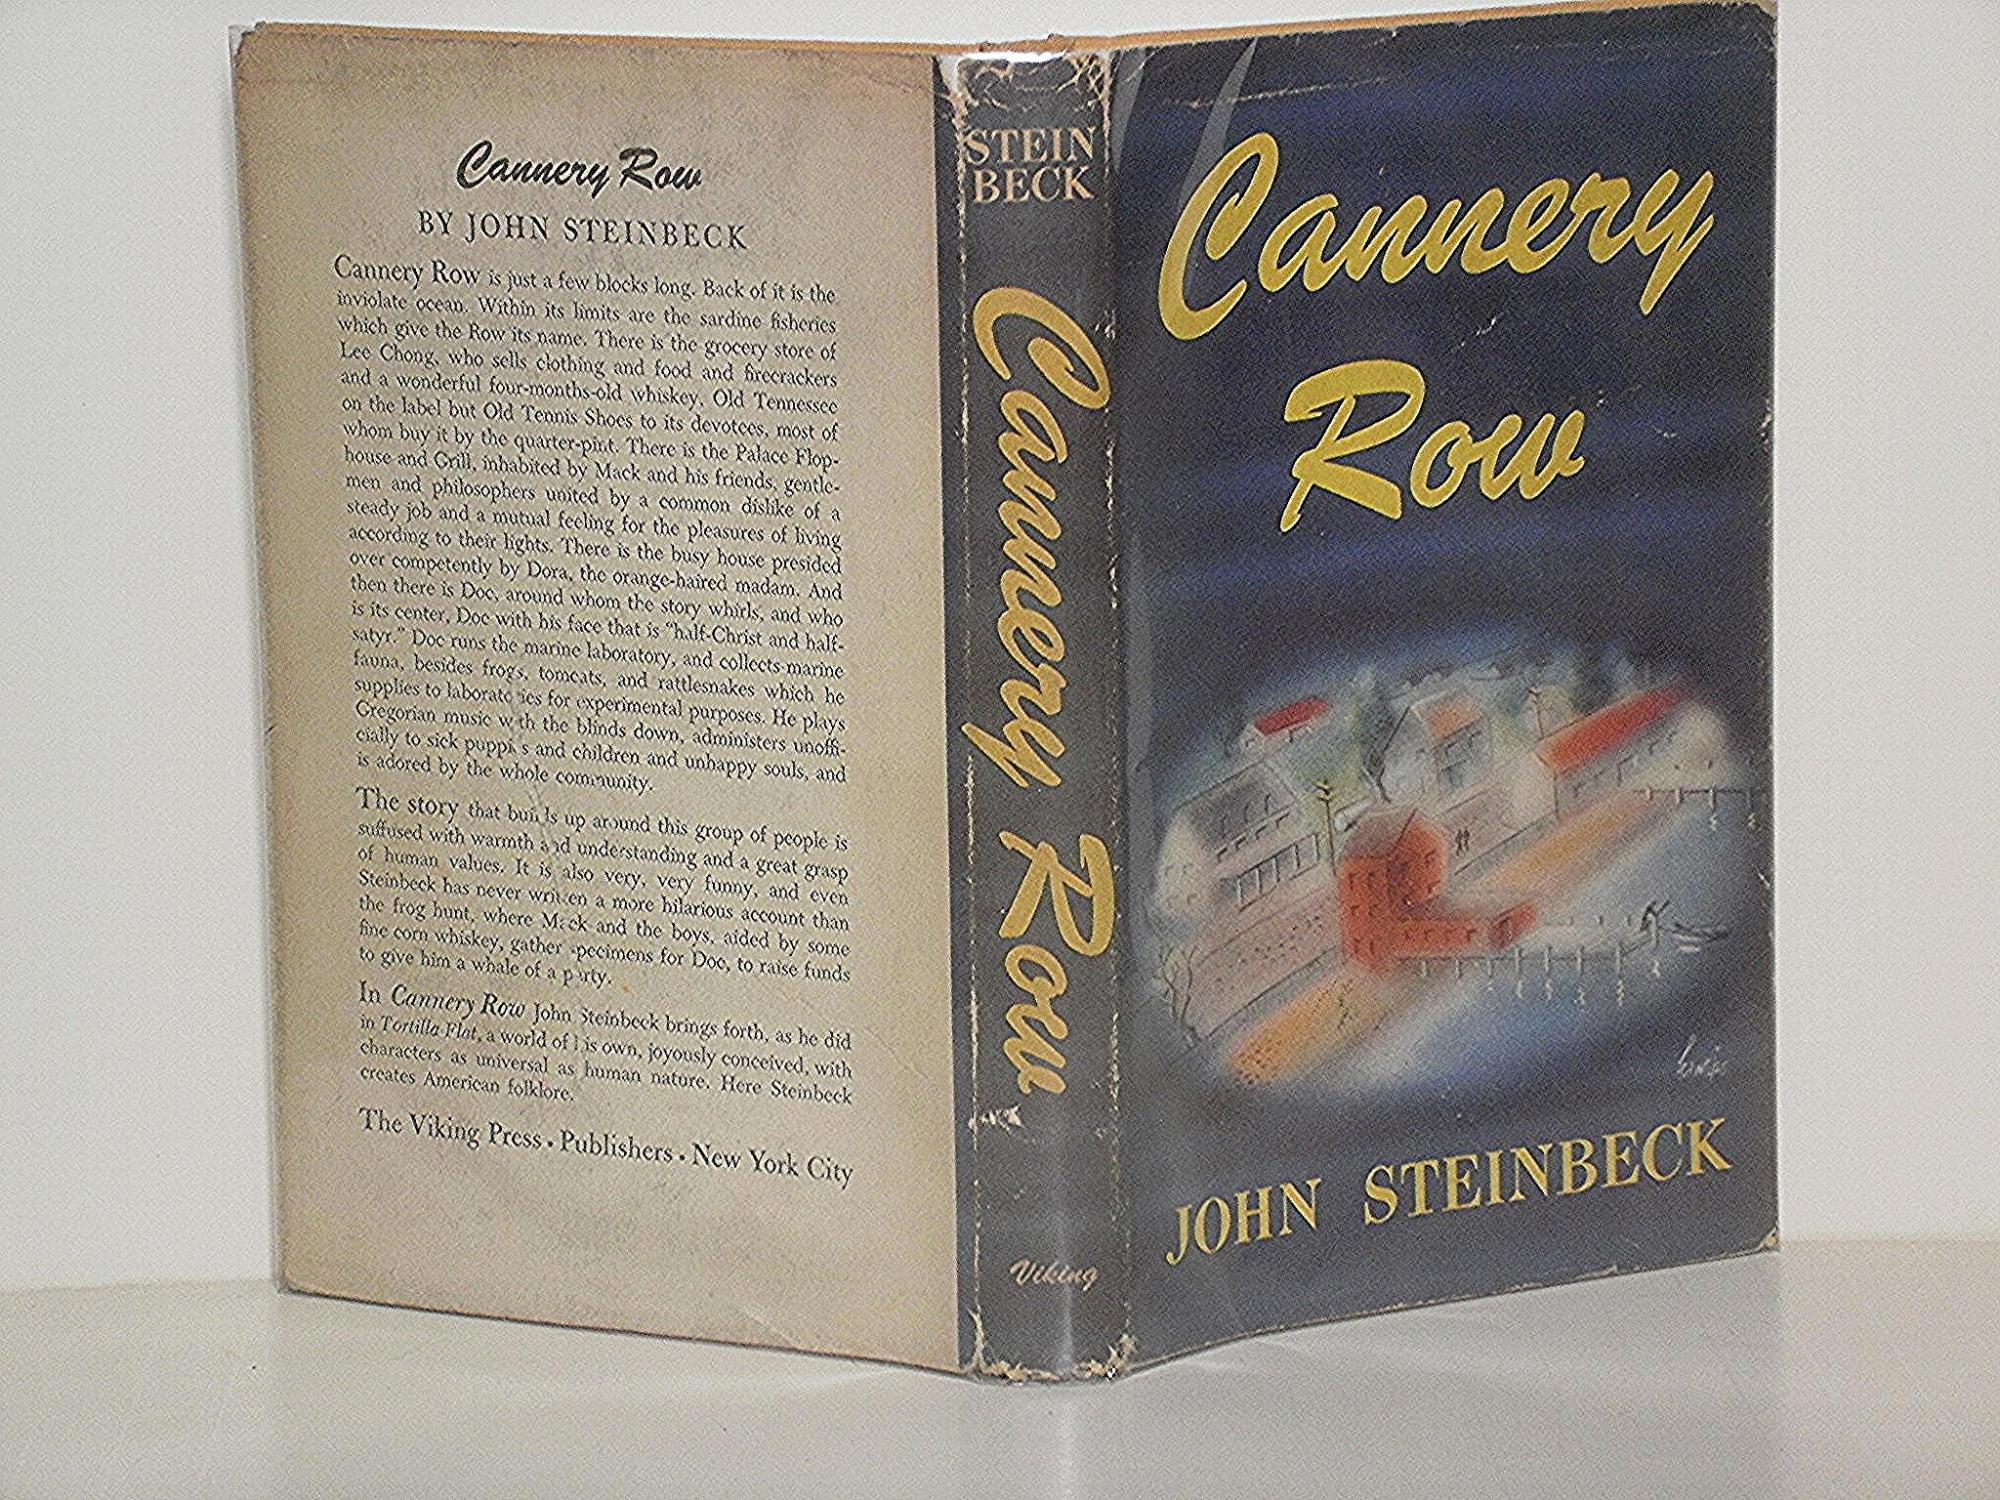 Cannery Row
BY JOHN STEINBECK
Cannery Row is just a few blocks long. Back of it is the
inviolate ocean. Within its limits are the sardine fisheries
which give the Row its name. There is the grocery store of
Lee Chong, who sells clothing and food and firecrackers
and a wonderful four-months-old whiskey, Old Tennessee
on the label but Old Tennis Shoes to its devotees, most of
whom buy it by the quarter-pint. There is the Palace Flop-
house and Grill, inhabited by Mack and his friends, gentle-
men and philosophers united by a common dislike of a
steady job and a mutual feeling for the pleasures of living
according to their lights. There is the busy house presided
over competently by Dora, the orange-haired madam. And
then there is Doc, around whom the story whirls, and who
is its center, Doc with his face that is "half-Christ and half-
satyr." Doc runs the marine laboratory, and collects marine
fauna, besides frogs, tomcats, and rattlesnakes which he
supplies to laboratories for experimental purposes. He plays
Gregorian music with the blinds down, administers unoffi-
cially to sick puppies and children and unhappy souls, and
is adored by the whole community.
The story that builds up around this group of people is
suffused with warmth and understanding and a great grasp
of human values. It is also very, very funny, and even
Steinbeck has never written a more hilarious account than
the frog hunt, where Mack and the boys, aided by some
fine corn whiskey, gather specimens for Doc, to raise funds
to give him a whale of a party.
In Cannery Row John Steinbeck brings forth, as he did
in Tortilla Flat, a world of his own, joyously conceived, with
characters as universal as human nature. Here Steinbeck
creates American folklore.
The Viking Press • Publishers • New York City
STEIN
BECK
Cannery Row
Viking
Cannery
Row
JOHN STEINBECK